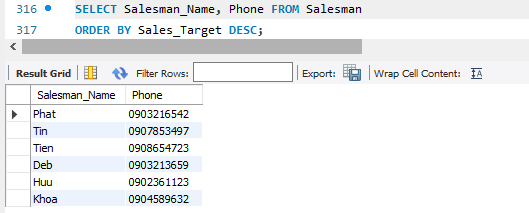 316 SELECT Salesman_Name, Phone FROM Salesman
317 ORDER BY Sales_Target DESC;
Result Grid Filter Rows: Export: Wrap Cell Content: IA
Salesman_Name Phone
Phat 0903216542
Tin 0907853497
Tien 0908654723
Deb 0903213659
Huu 0902361123
Khoa 0904589632